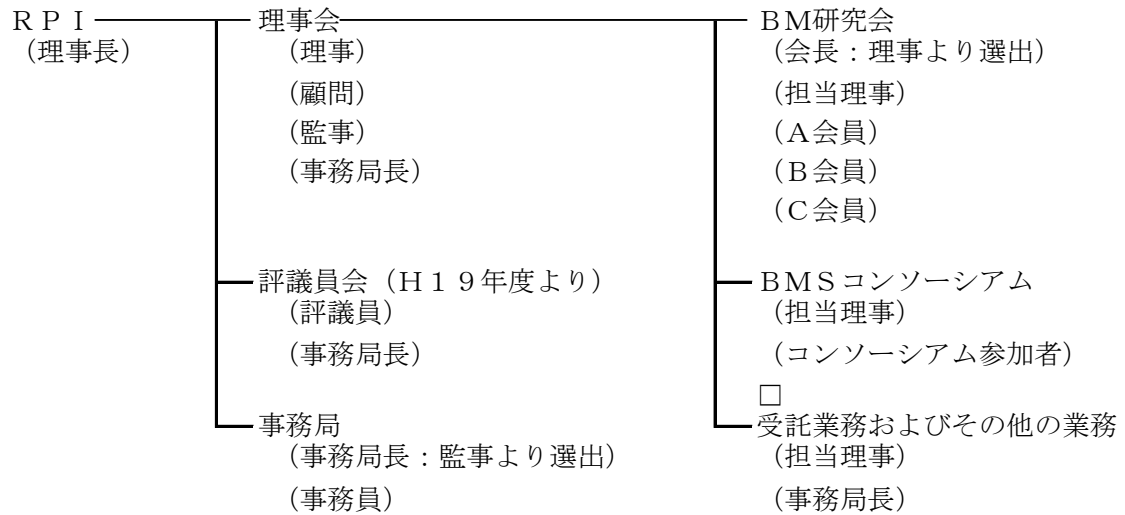 ＲＰＩ
（理事長）
理事会
（理事）
（顧問）
（監事）
（事務局長）
評議員会（Ｈ１９年度より）
（評議員）
（事務局長）
事務局
（事務局長：監事より選出）
（事務員）
ＢＭ研究会
（会長：理事より選出）
（担当理事）
（Ａ会員）
（Ｂ会員）
（Ｃ会員）
ＢＭＳコンソーシアム
（担当理事）
（コンソーシアム参加者）
□
受託業務およびその他の業務
（担当理事）
（事務局長）